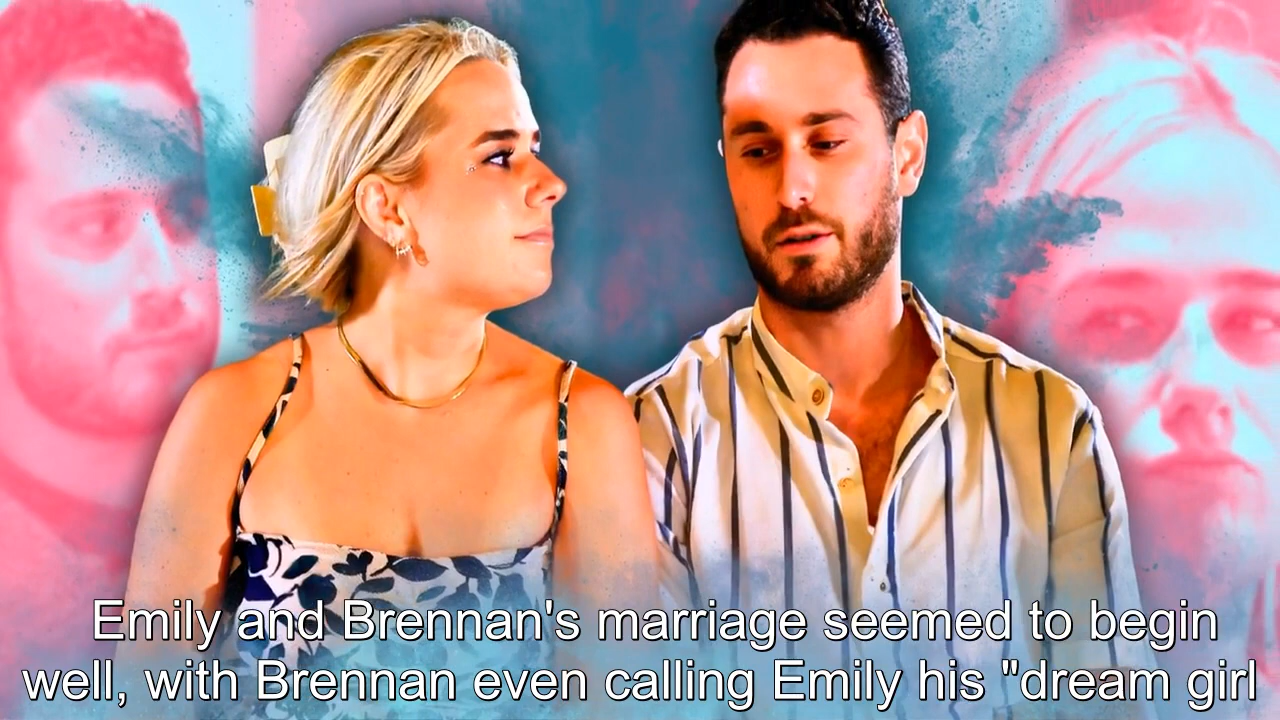 Emily and Brennan's marriage seemed to begin
well, with Brennan even calling Emily his "dream girl